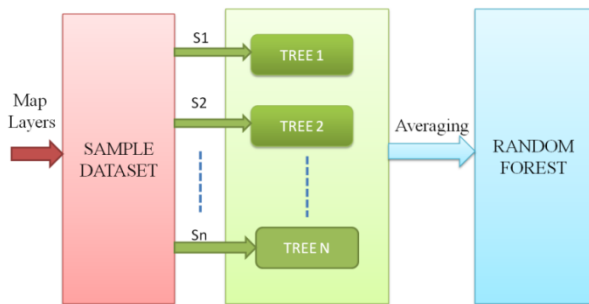 Map
Layers
SAMPLE
DATASET
S1
S2
Sn
TREE 1
TREE 2
TREE N
Averaging
RANDOM
FOREST